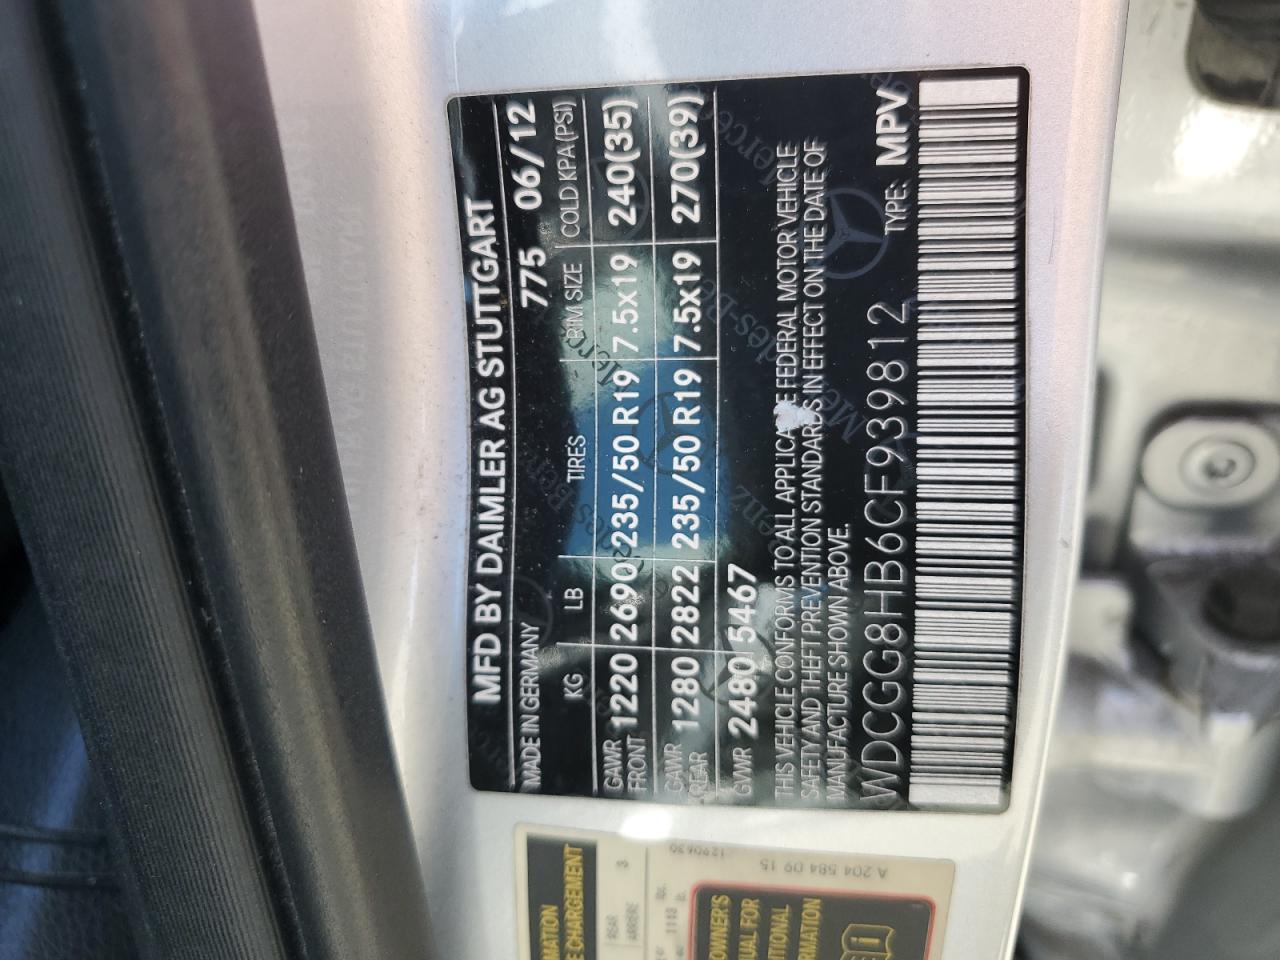 MFD BY DAIMLER AG STUTTGART
MADE IN GERMANY 775 06/12
KG LB TIRES RIM SIZE COLD KPA(PSI)
GAWR FRONT 1220 2690 235/50 R19 7.5x19 240(35)
GAWR REAR 1280 2822 235/50 R19 7.5x19 270(39)
GVWR 2480 5467
THIS VEHICLE CONFORMS TO ALL FEDERAL MOTOR VEHICLE
SAFETY AND THEFT PREVENTION STANDARDS IN EFFECT ON THE DATE OF
MANUFACTURE SHOWN ABOVE.
WDCGG8HB6CF939812 TYPE: MPV
REAR
ARRIERE 3
A 204 584 09 15